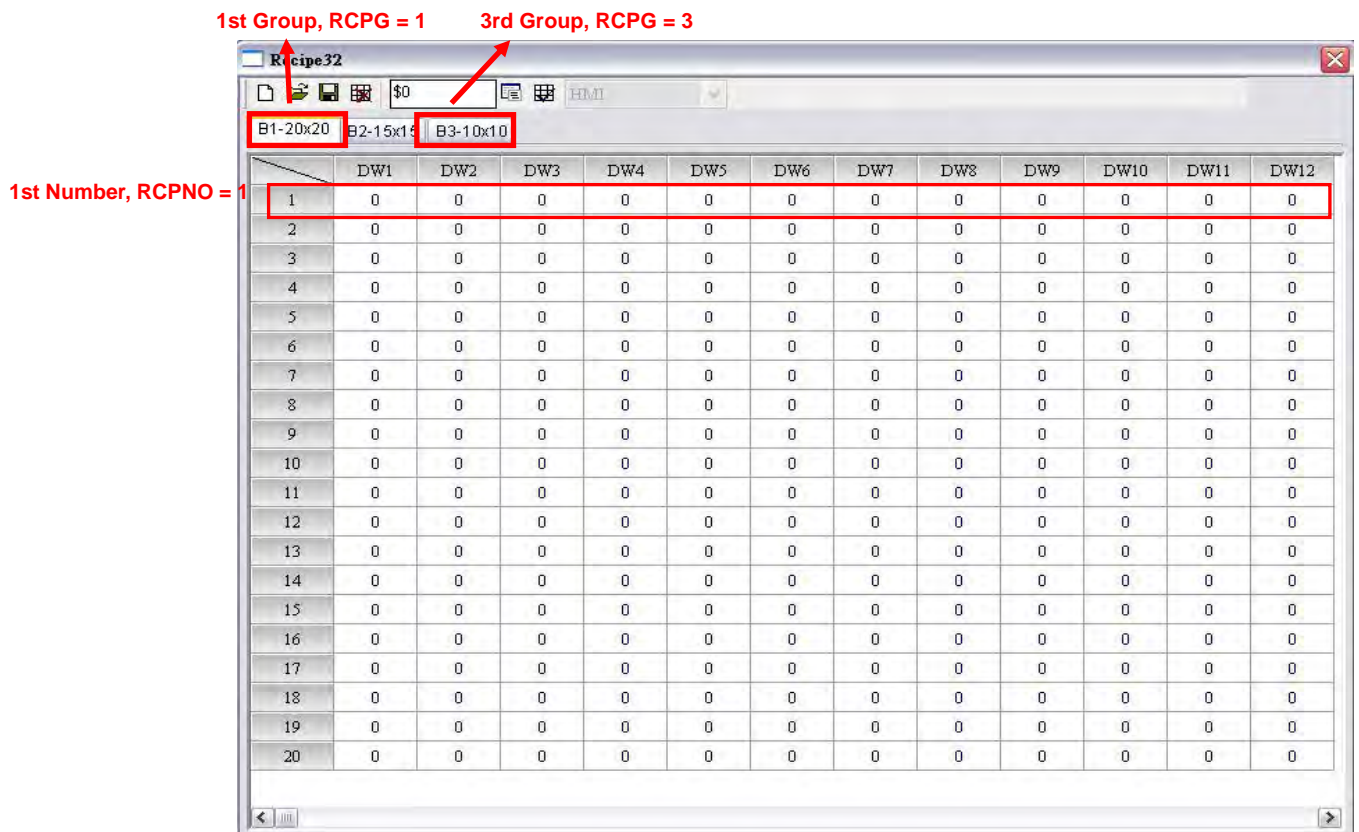 1st Group, RCPG = 1 3rd Group, RCPG = 3
Recipe32
$0 HMI
B1-20x20 B2-15x15 B3-10x10
DW1 DW2 DW3 DW4 DW5 DW6 DW7 DW8 DW9 DW10 DW11 DW12
1st Number, RCPNO = 1
1 0 0 0 0 0 0 0 0 0 0 0 0
2 0 0 0 0 0 0 0 0 0 0 0 0
3 0 0 0 0 0 0 0 0 0 0 0 0
4 0 0 0 0 0 0 0 0 0 0 0 0
5 0 0 0 0 0 0 0 0 0 0 0 0
6 0 0 0 0 0 0 0 0 0 0 0 0
7 0 0 0 0 0 0 0 0 0 0 0 0
8 0 0 0 0 0 0 0 0 0 0 0 0
9 0 0 0 0 0 0 0 0 0 0 0 0
10 0 0 0 0 0 0 0 0 0 0 0 0
11 0 0 0 0 0 0 0 0 0 0 0 0
12 0 0 0 0 0 0 0 0 0 0 0 0
13 0 0 0 0 0 0 0 0 0 0 0 0
14 0 0 0 0 0 0 0 0 0 0 0 0
15 0 0 0 0 0 0 0 0 0 0 0 0
16 0 0 0 0 0 0 0 0 0 0 0 0
17 0 0 0 0 0 0 0 0 0 0 0 0
18 0 0 0 0 0 0 0 0 0 0 0 0
19 0 0 0 0 0 0 0 0 0 0 0 0
20 0 0 0 0 0 0 0 0 0 0 0 0